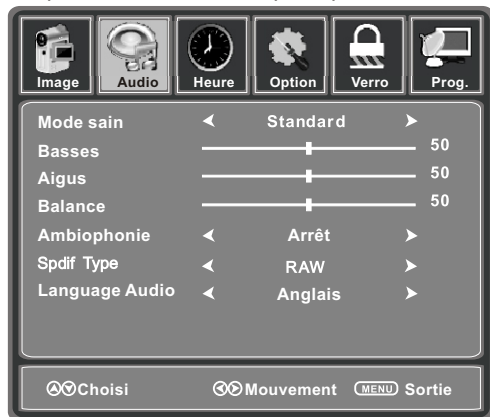 Image Audio Heure Option Verro Prog.
Mode sain Standard
Basses 50
Aigus 50
Balance 50
Ambiophonie Arrêt
Spdif Type RAW
Language Audio Anglais
Choisi Mouvement MENU Sortie